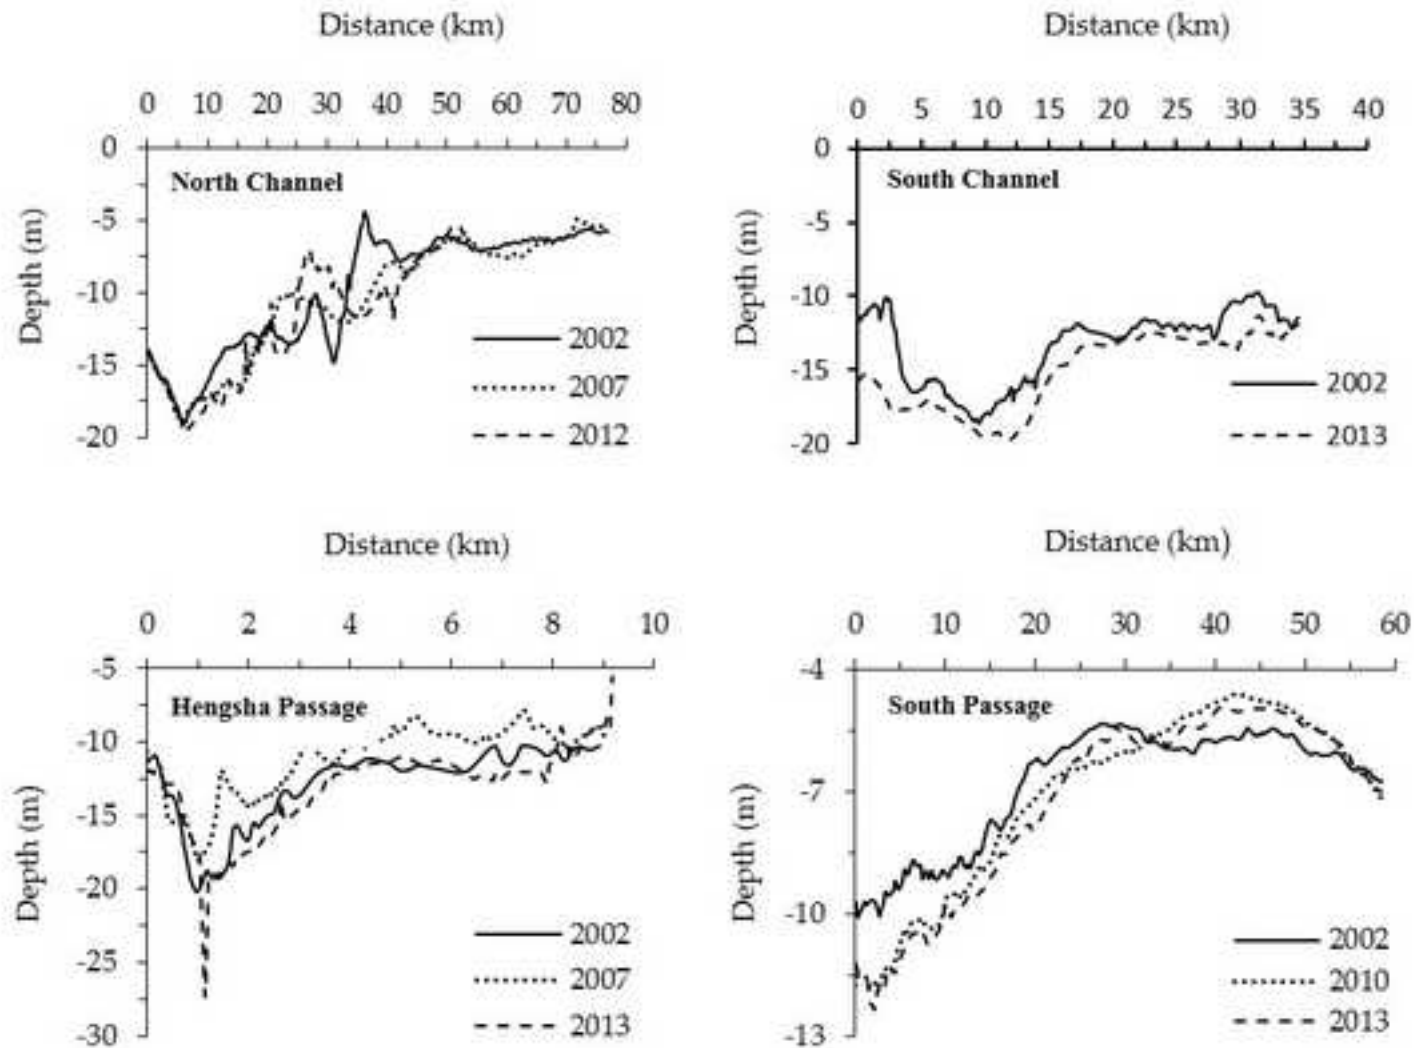 Distance (km)
0 10 20 30 40 50 60 70 80
0
-5
-10
-15
-20
Depth (m)
North Channel
2002
2007
2012
Distance (km)
0 5 10 15 20 25 30 35 40
0
-5
-10
-15
-20
Depth (m)
South Channel
2002
2013
Distance (km)
0 2 4 6 8 10
-5
-10
-15
-20
-25
-30
Depth (m)
Hengsha Passage
2002
2007
2013
Distance (km)
0 10 20 30 40 50 60
-4
-7
-10
-13
Depth (m)
South Passage
2002
2010
2013